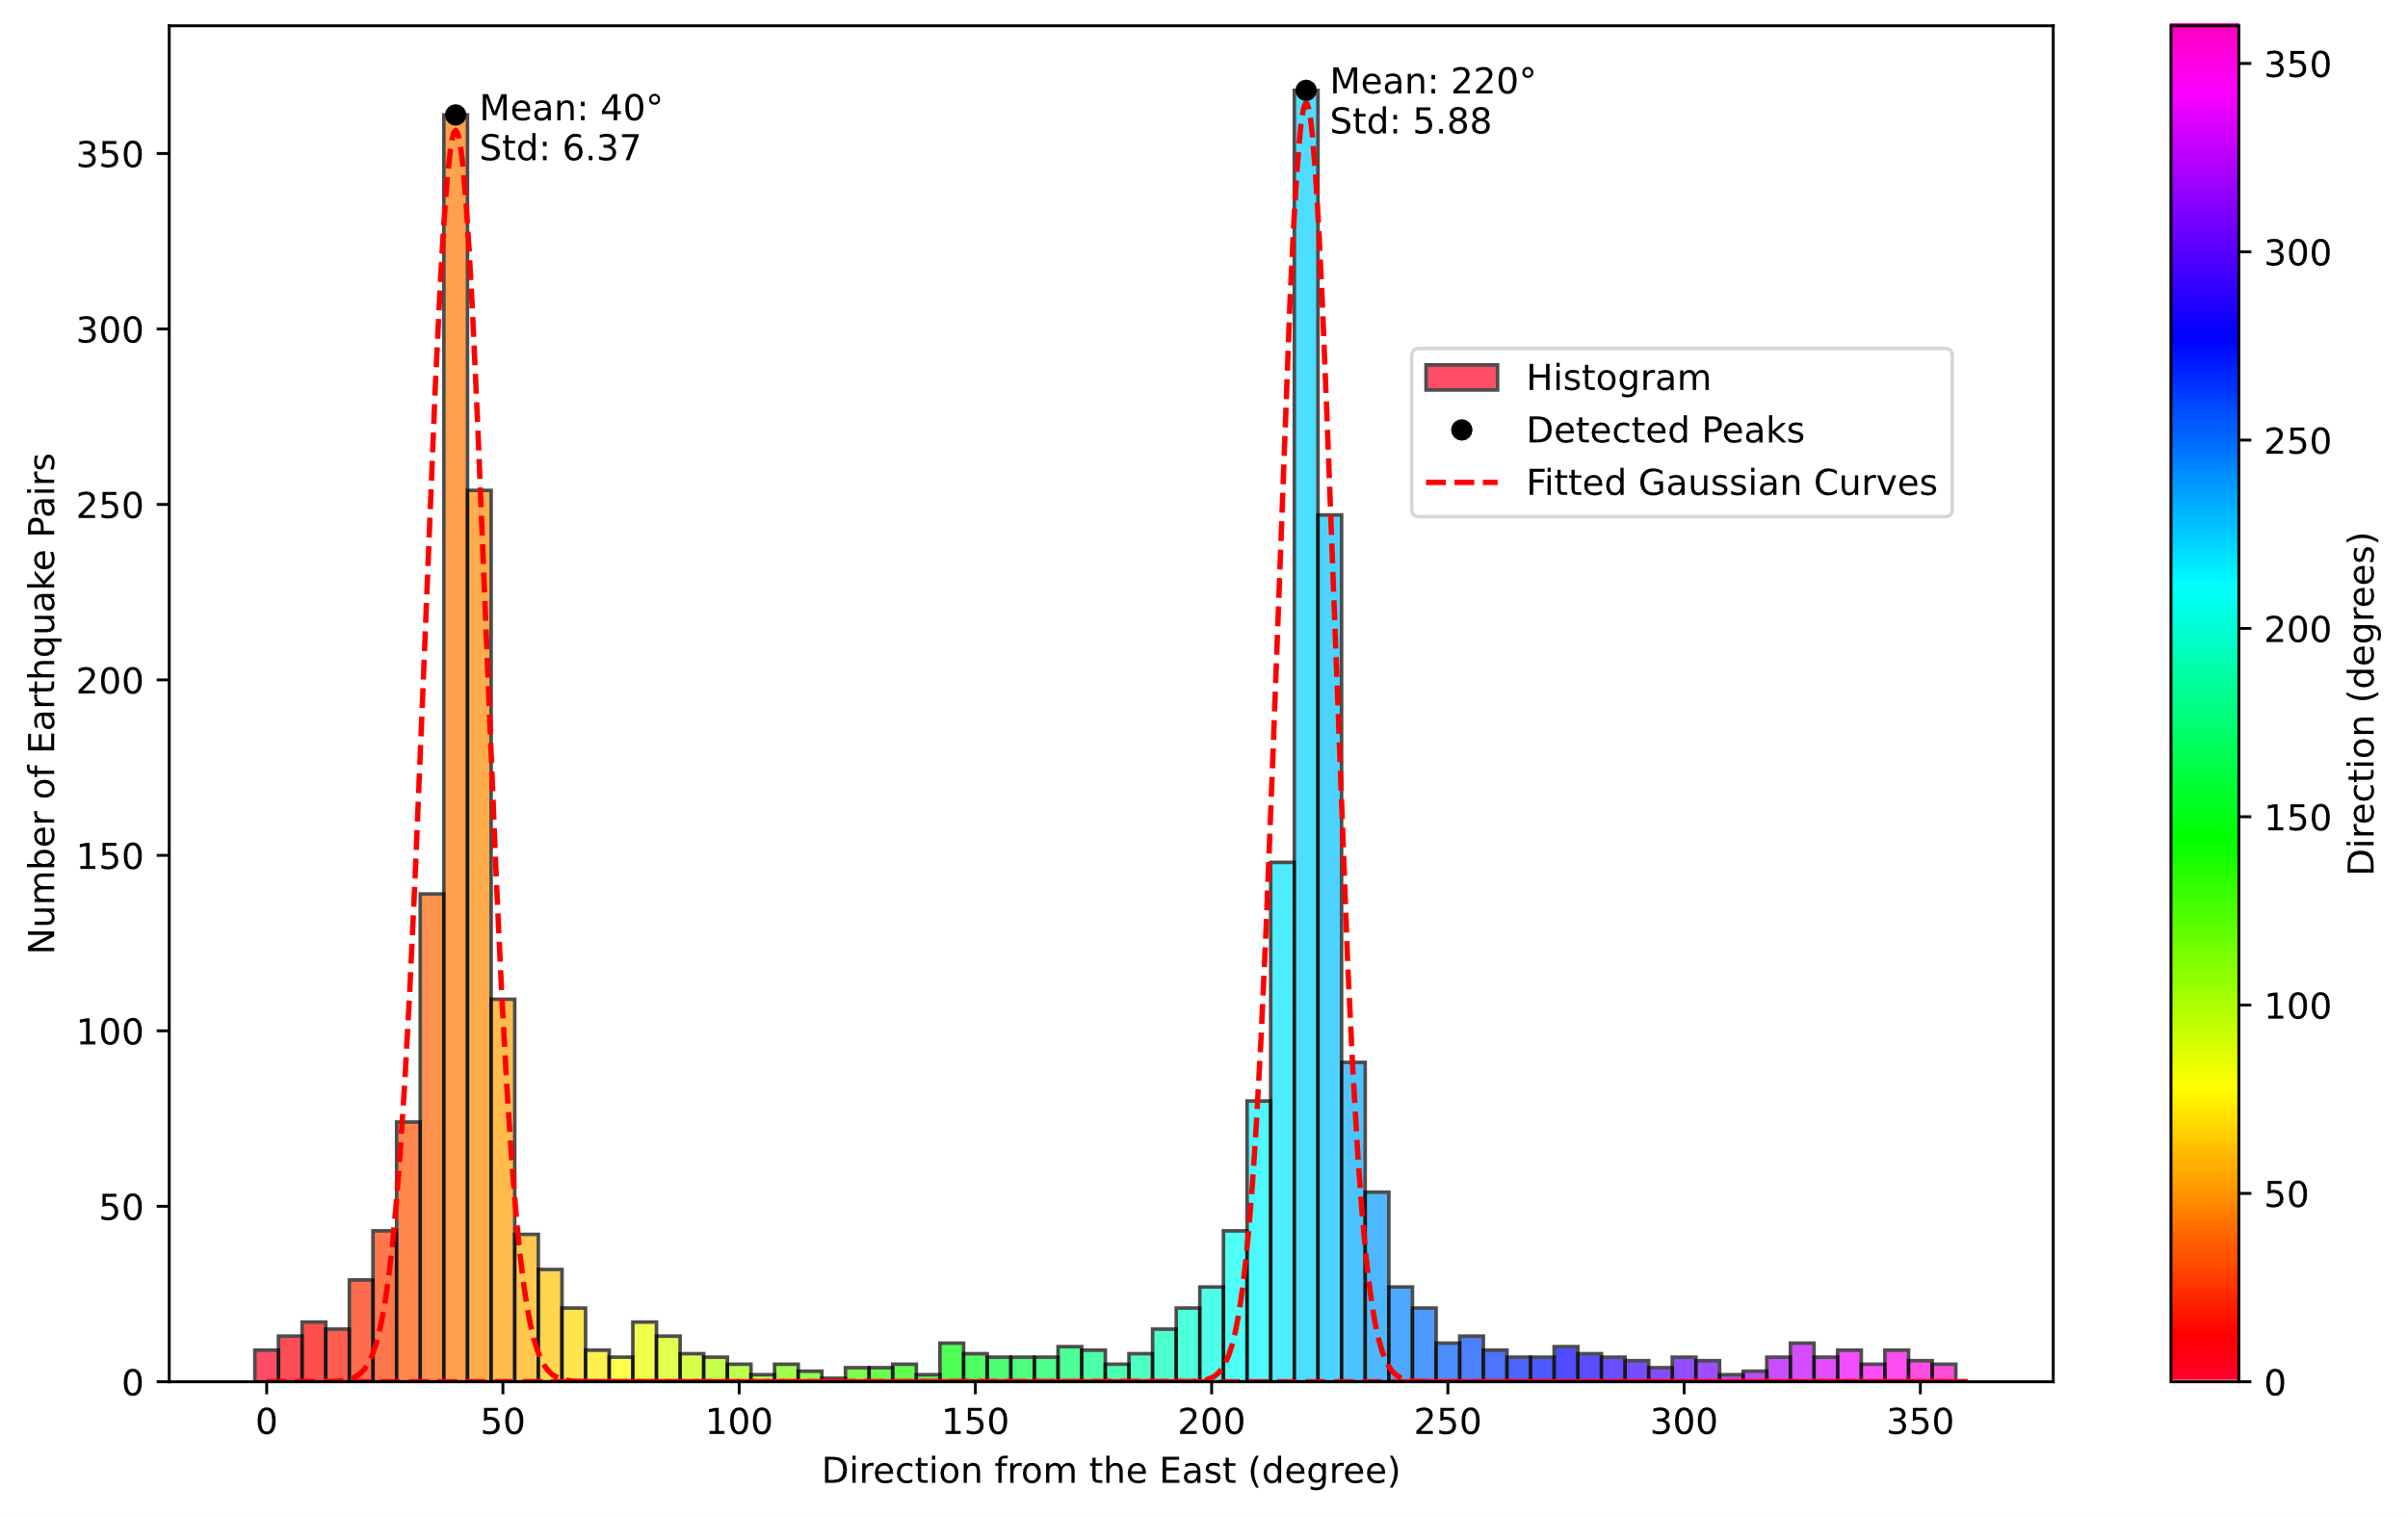 Mean: 40°
Std: 6.37
Mean: 220°
Std: 5.88
Histogram
Detected Peaks
Fitted Gaussian Curves
Number of Earthquake Pairs
350
300
250
200
150
100
50
0
0 50 100 150 200 250 300 350
Direction from the East (degree)
350
300
250
200
150
100
50
0
Direction (degrees)